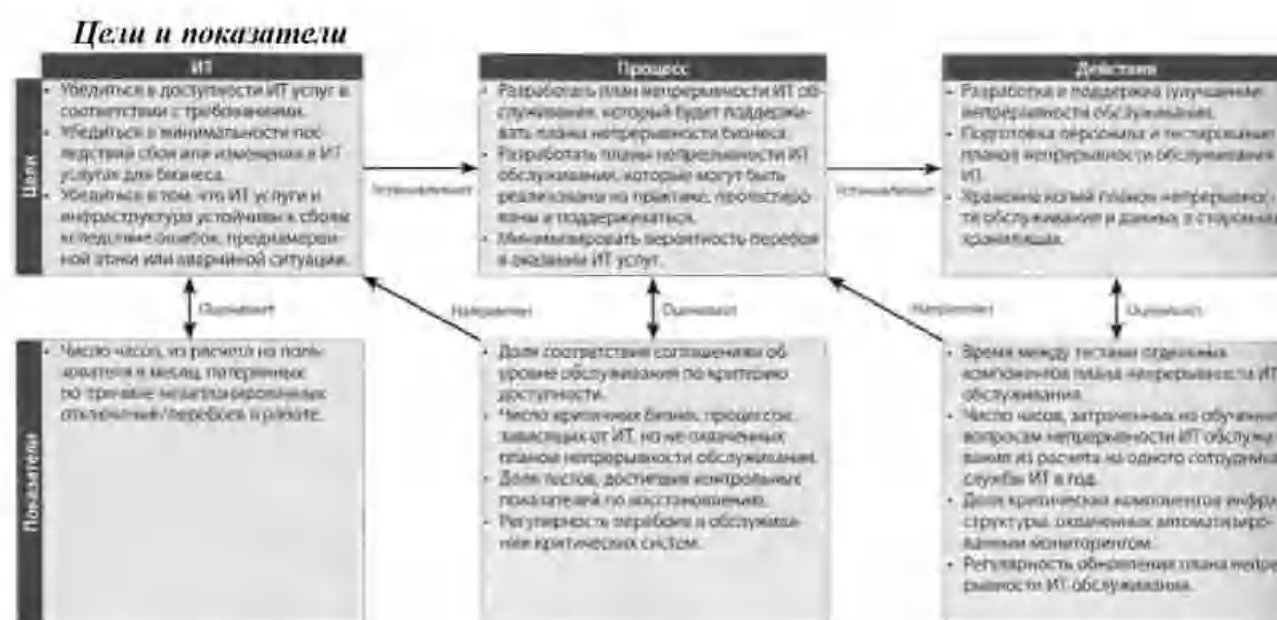 Цели и показатели
ИТ
Процесс
Действия
Цели
• Убедиться в доступности ИТ услуг в
соответствии с требованиями.
• Убедиться в минимальности пос-
ледствий сбоя или изменения в ИТ
услугах для бизнеса.
• Убедиться в том, что ИТ услуги и
инфраструктура устойчивы к сбоям
вследствие ошибок, преднамерен-
ной атаки или аварийной ситуации.
Устанавливает
• Разработать план непрерывности ИТ об-
служивания, который будет поддержи-
вать планы непрерывности бизнеса.
• Разработать планы непрерывности ИТ
обслуживания, которые могут быть
реализованы на практике, протестиро-
ваны и поддерживаться.
• Минимизировать вероятность перебоя
в оказании ИТ услуг.
Устанавливает
• Разработка и поддержка (улучшение)
непрерывности обслуживания.
• Подготовка персонала и тестирование
планов непрерывности обслуживания
ИТ.
• Хранение копий планов непрерывнос-
ти обслуживания и данных в сторонних
хранилищах.
Оценивает
Направляет
Оценивает
Направляет
Оценивает
Показатели
• Число часов, из расчета на поль-
зователя в месяц, потерянных
по причине незапланированных
отключений/перебоев в работе.
• Доля соответствия соглашениям об
уровне обслуживания по критерию
доступности.
• Число критичных бизнес процессов,
зависящих от ИТ, но не охваченных
планом непрерывности обслуживания.
• Доля тестов, достигших контрольных
показателей по восстановлению.
• Регулярность перебоев в обслужива-
нии критических систем.
• Время между тестами отдельных
компонентов плана непрерывности ИТ
обслуживания.
• Число часов, затраченных на обучение
вопросам непрерывности ИТ обслужи-
вания из расчета на одного сотрудника
службы ИТ в год.
• Доля критических компонентов инфра-
структуры, охваченных автоматизиро-
ванным мониторингом.
• Регулярность обновления плана непре-
рывности ИТ обслуживания.